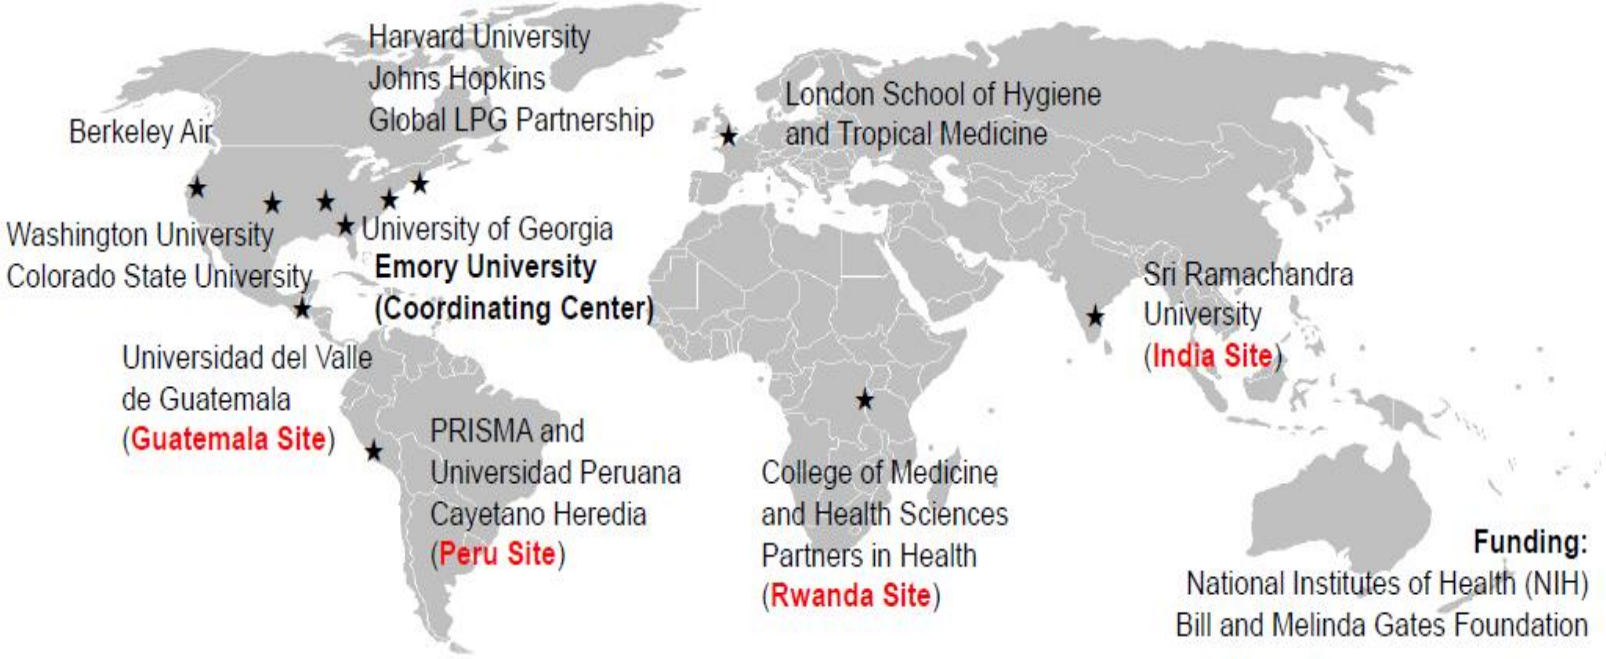 Harvard University
Johns Hopkins
Global LPG Partnership
Berkeley Air
London School of Hygiene
and Tropical Medicine
Washington University
Colorado State University
University of Georgia
Emory University
(Coordinating Center)
Sri Ramachandra
University
(India Site)
Universidad del Valle
de Guatemala
(Guatemala Site)
PRISMA and
Universidad Peruana
Cayetano Heredia
(Peru Site)
College of Medicine
and Health Sciences
Partners in Health
(Rwanda Site)
Funding:
National Institutes of Health (NIH)
Bill and Melinda Gates Foundation